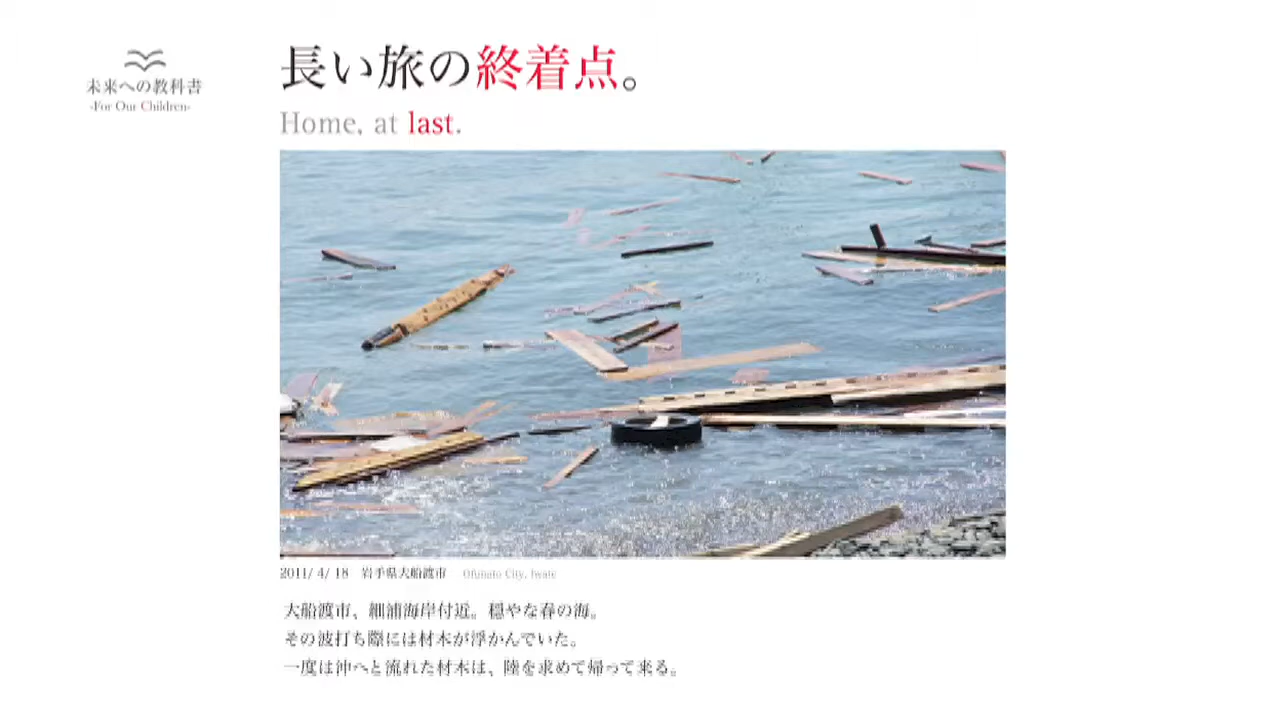 未来への教科書
-For Our Children-
長い旅の終着点。
Home, at last.
2011/ 4/ 18 岩手県大船渡市 Ofunato City, Iwate
大船渡市、細浦海岸付近。穏やな春の海。
その波打ち際には材木が浮かんでいた。
一度は沖へと流れた材木は、陸を求めて帰って来る。